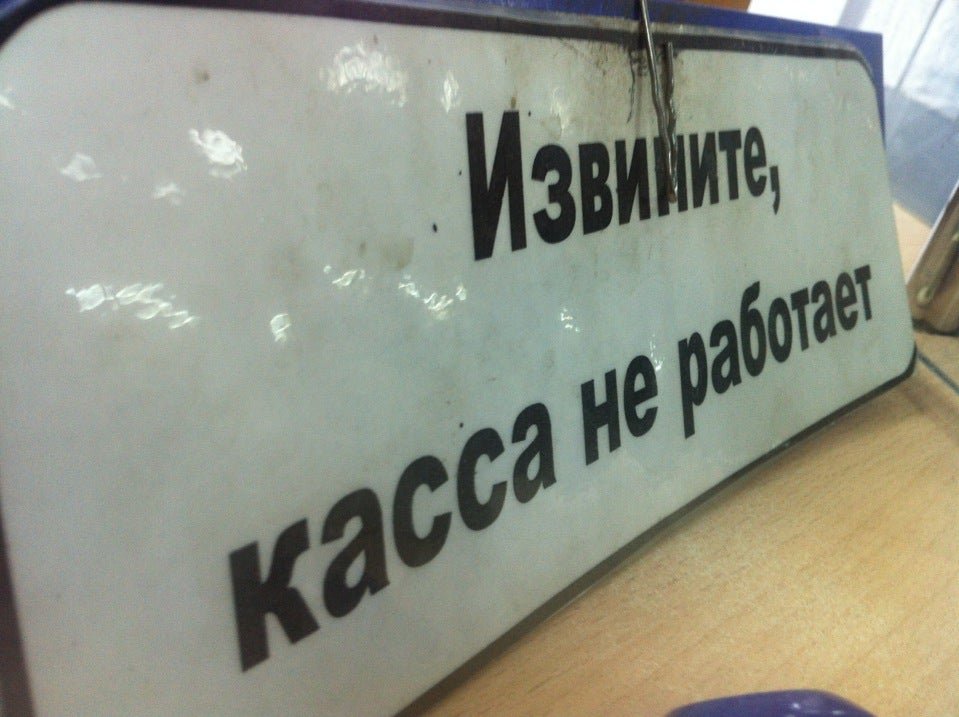 Извините,
касса не работает